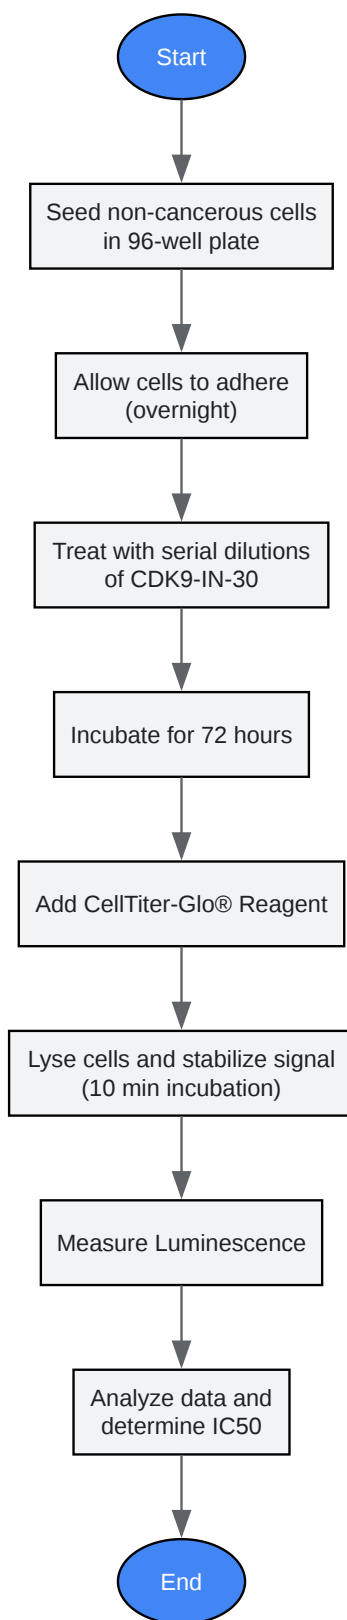 Start
Seed non-cancerous cells
in 96-well plate
Allow cells to adhere
(overnight)
Treat with serial dilutions
of CDK9-IN-30
Incubate for 72 hours
Add CellTiter-Glo® Reagent
Lyse cells and stabilize signal
(10 min incubation)
Measure Luminescence
Analyze data and
determine IC50
End